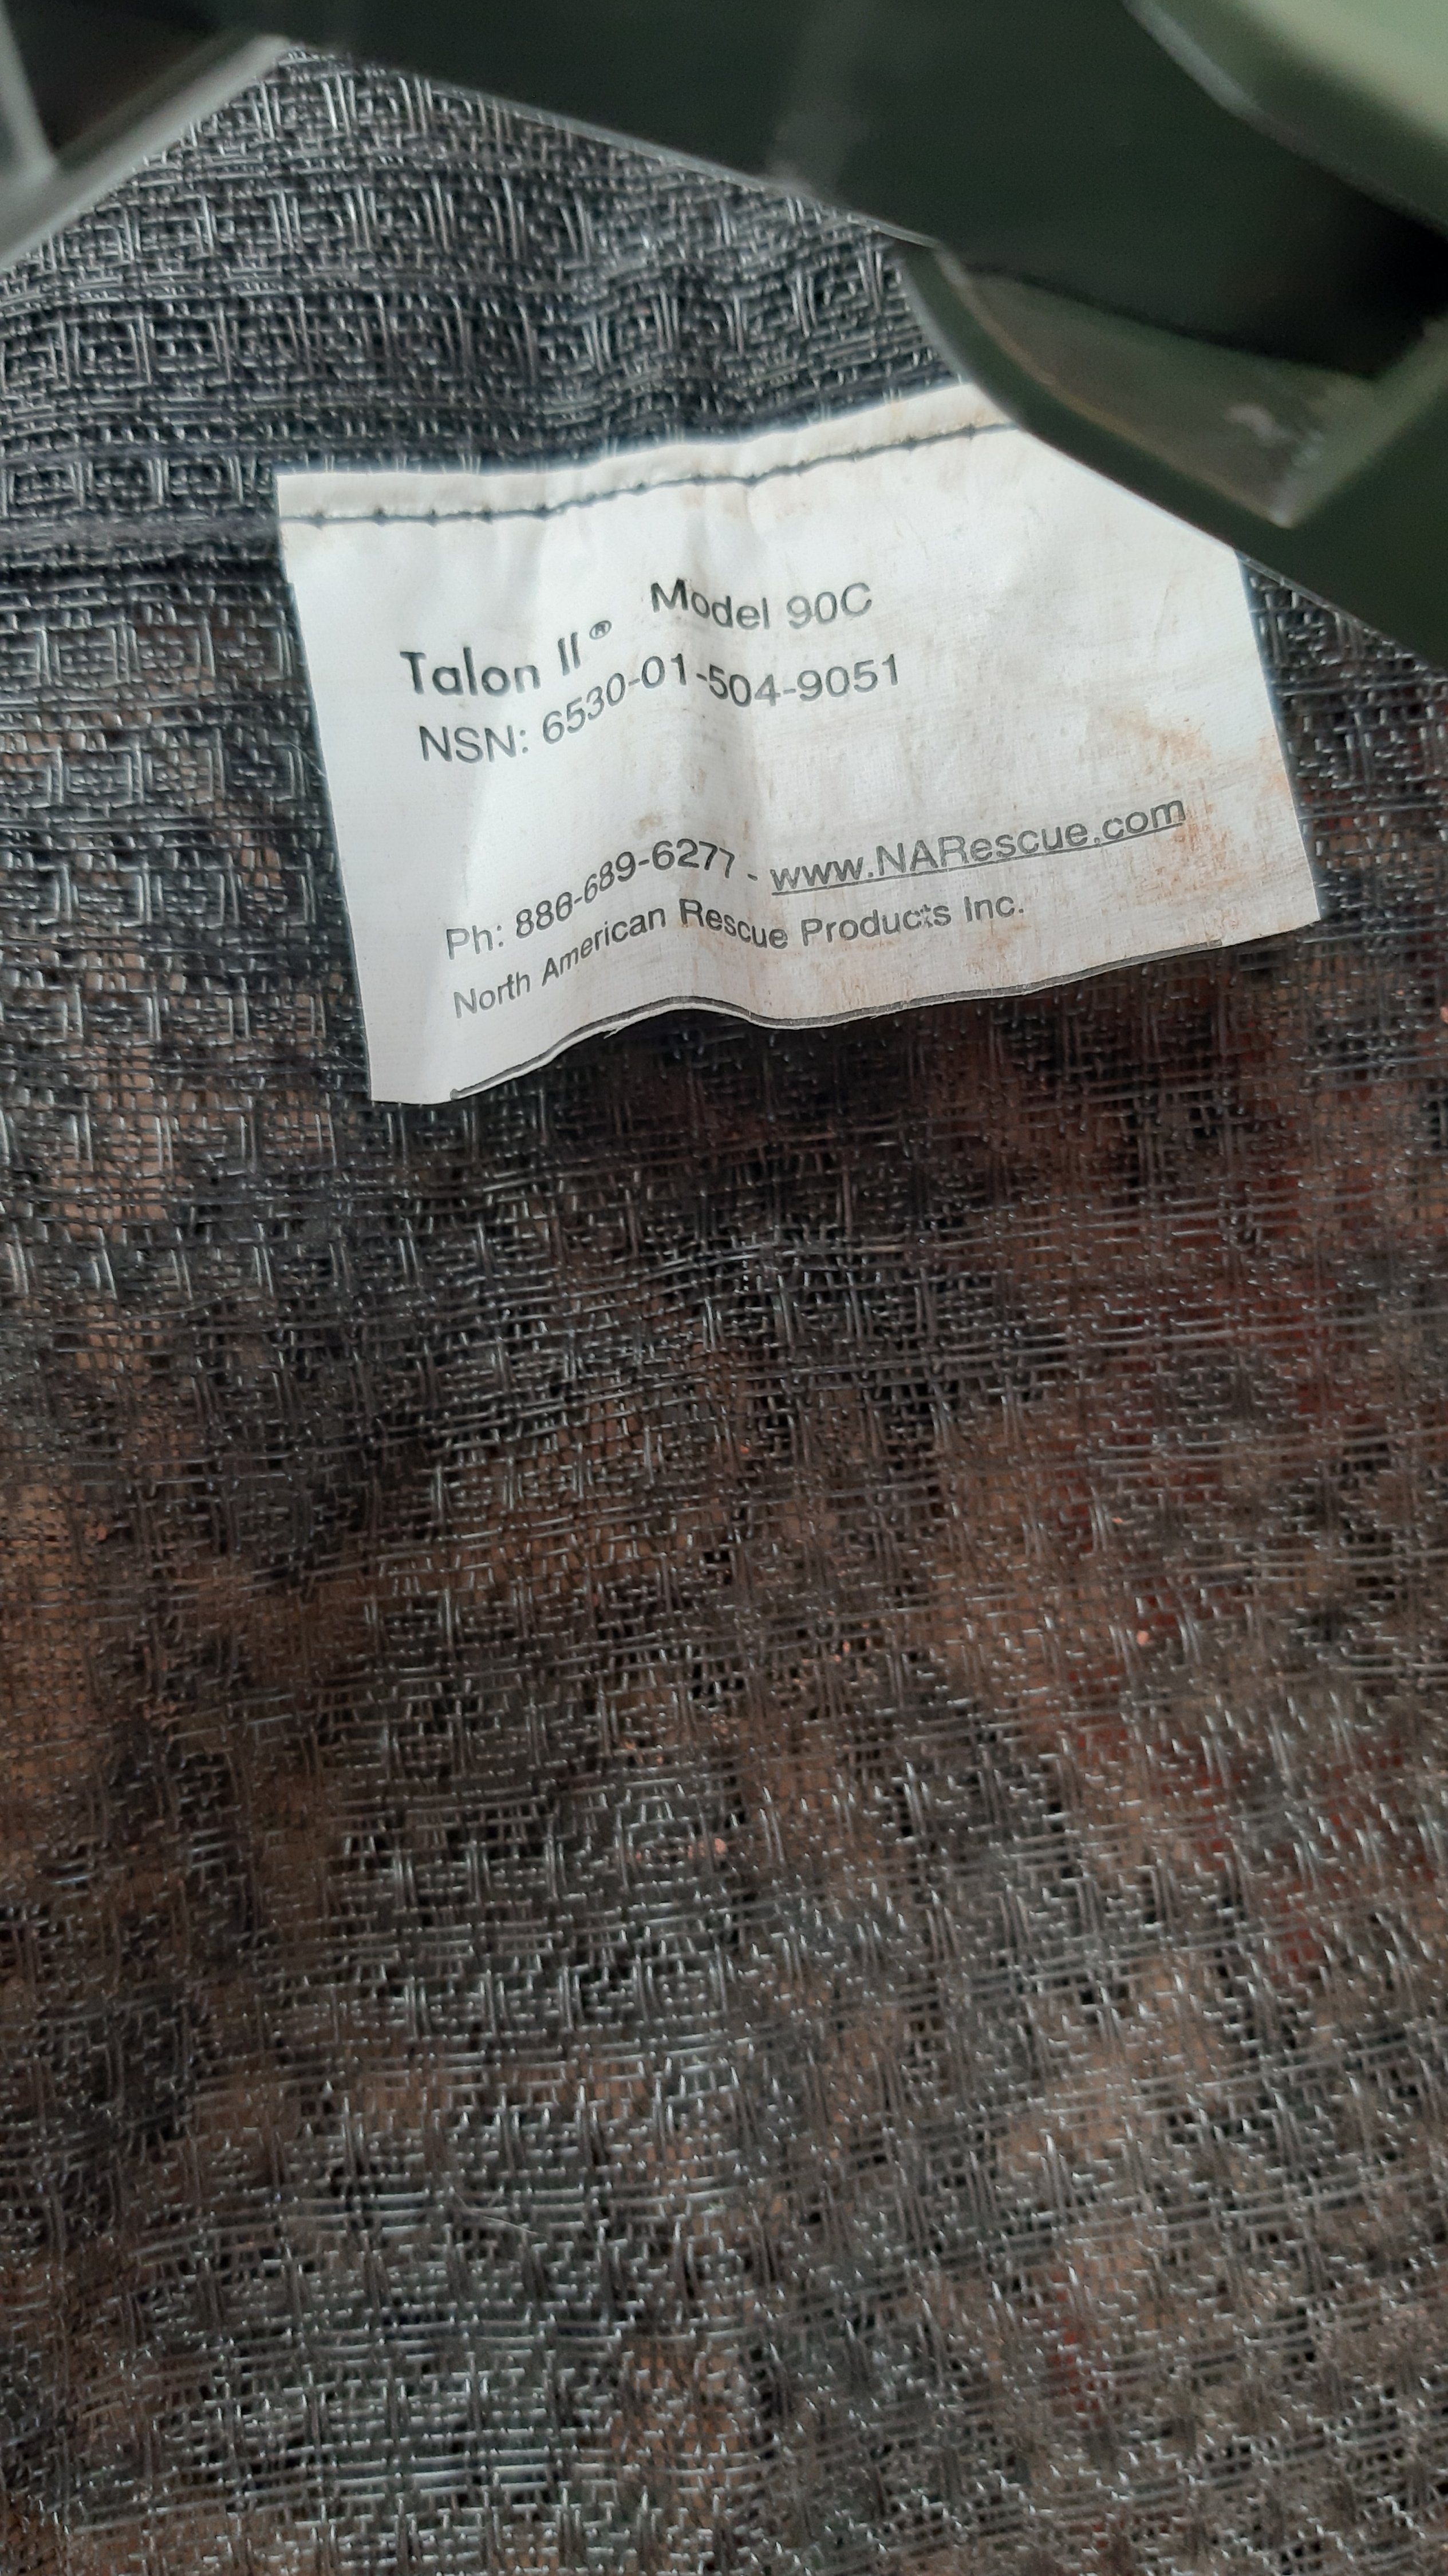 Talon II® Model 90C
NSN: 6530-01-504-9051
Ph: 888-689-6277 - www.NARescue.com
North American Rescue Products Inc.